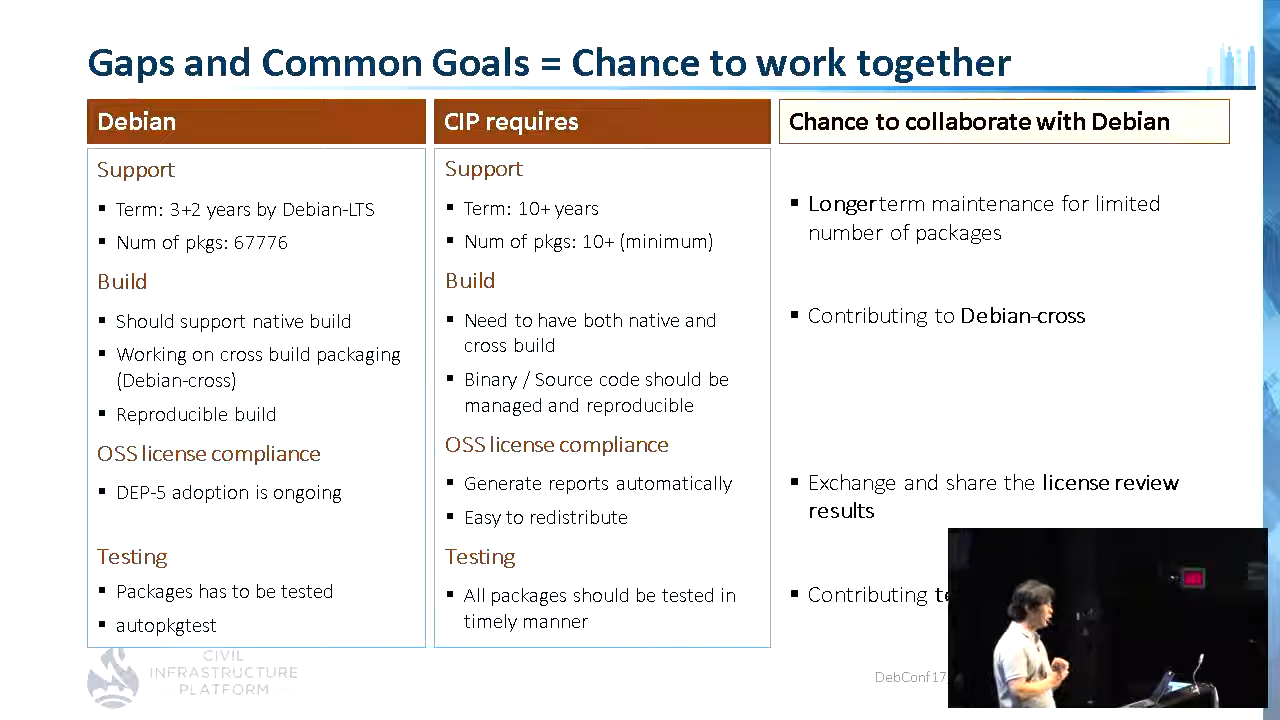 Gaps and Common Goals = Chance to work together
Debian
Support
▪ Term: 3+2 years by Debian-LTS
▪ Num of pkgs: 67776
Build
▪ Should support native build
▪ Working on cross build packaging
(Debian-cross)
▪ Reproducible build
OSS license compliance
▪ DEP-5 adoption is ongoing
Testing
▪ Packages has to be tested
▪ autopkgtest
CIP requires
Support
▪ Term: 10+ years
▪ Num of pkgs: 10+ (minimum)
Build
▪ Need to have both native and
cross build
▪ Binary / Source code should be
managed and reproducible
OSS license compliance
▪ Generate reports automatically
▪ Easy to redistribute
Testing
▪ All packages should be tested in
timely manner
Chance to collaborate with Debian
▪ Longer term maintenance for limited
number of packages
▪ Contributing to Debian-cross
▪ Exchange and share the license review
results
▪ Contributing
CIVIL
INFRASTRUCTURE
PLATFORM
DebConf17